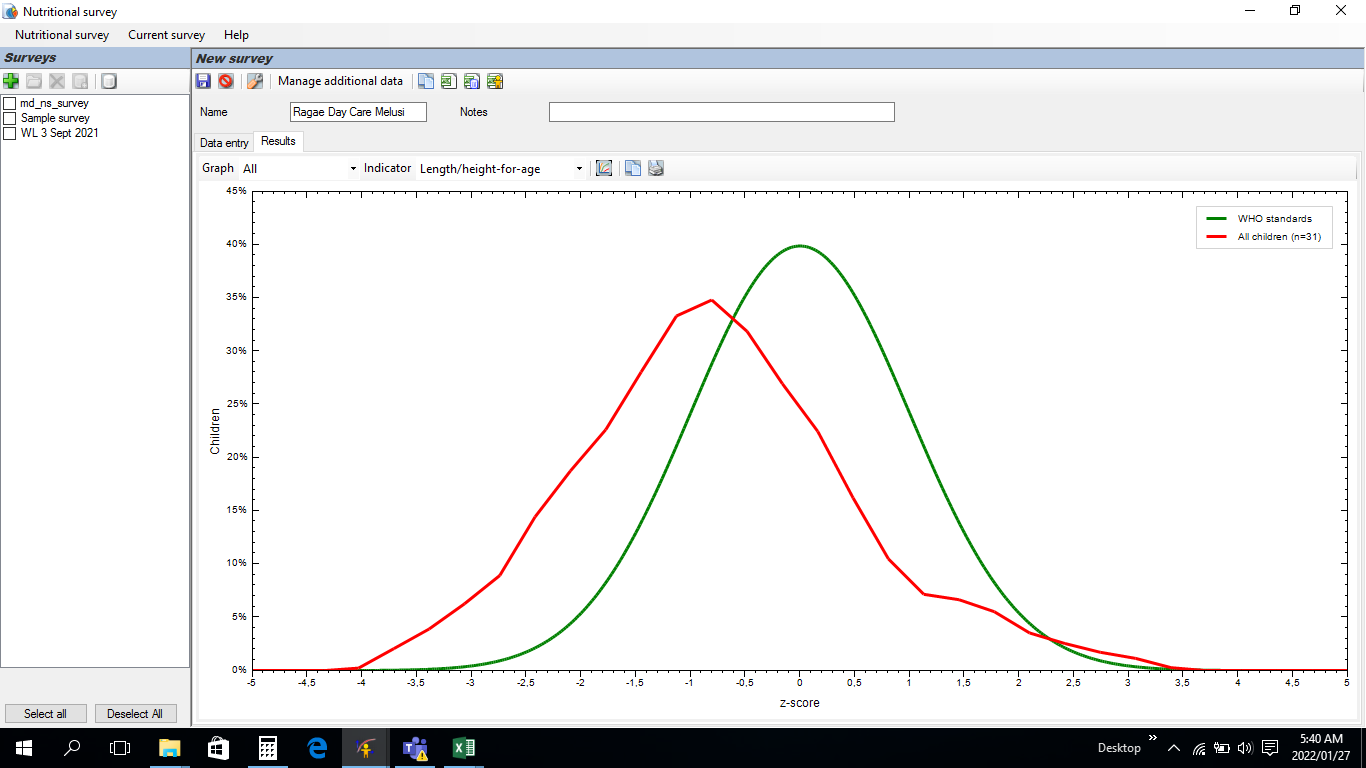 Nutritional survey
Nutritional survey Current survey Help
Surveys
New survey
Manage additional data
md_ns_survey
Sample survey
WL 3 Sept 2021
Name Ragae Day Care Melusi Notes
Data entry Results
Graph All Indicator Length/height-for-age
45%
40%
35%
30%
25%
20%
15%
10%
5%
0%
Children
WHO standards
All children (n=31)
-5 -4,5 -4 -3,5 -3 -2,5 -2 -1,5 -1 -0,5 0 0,5 1 1,5 2 2,5 3 3,5 4 4,5 5
z-score
Select all Deselect All
Desktop
5:40 AM
2022/01/27